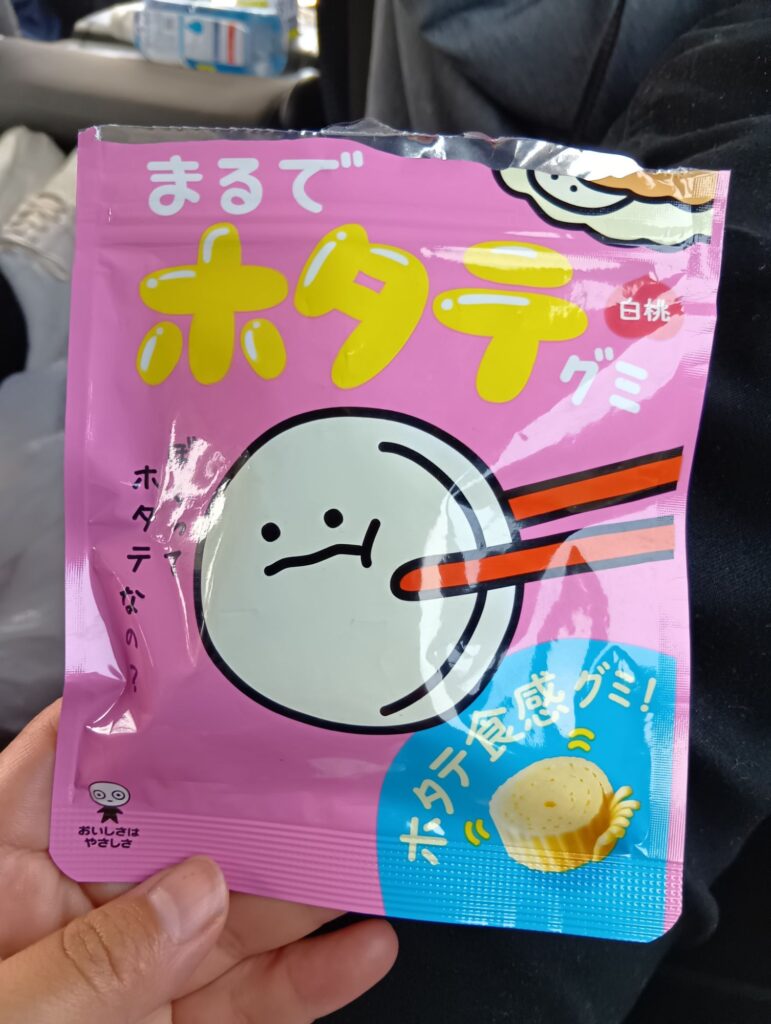 まるで
ホタテ
グミ
白桃
ホタテなの?
ホタテ食感グミ!
おいしさは
やさしさ